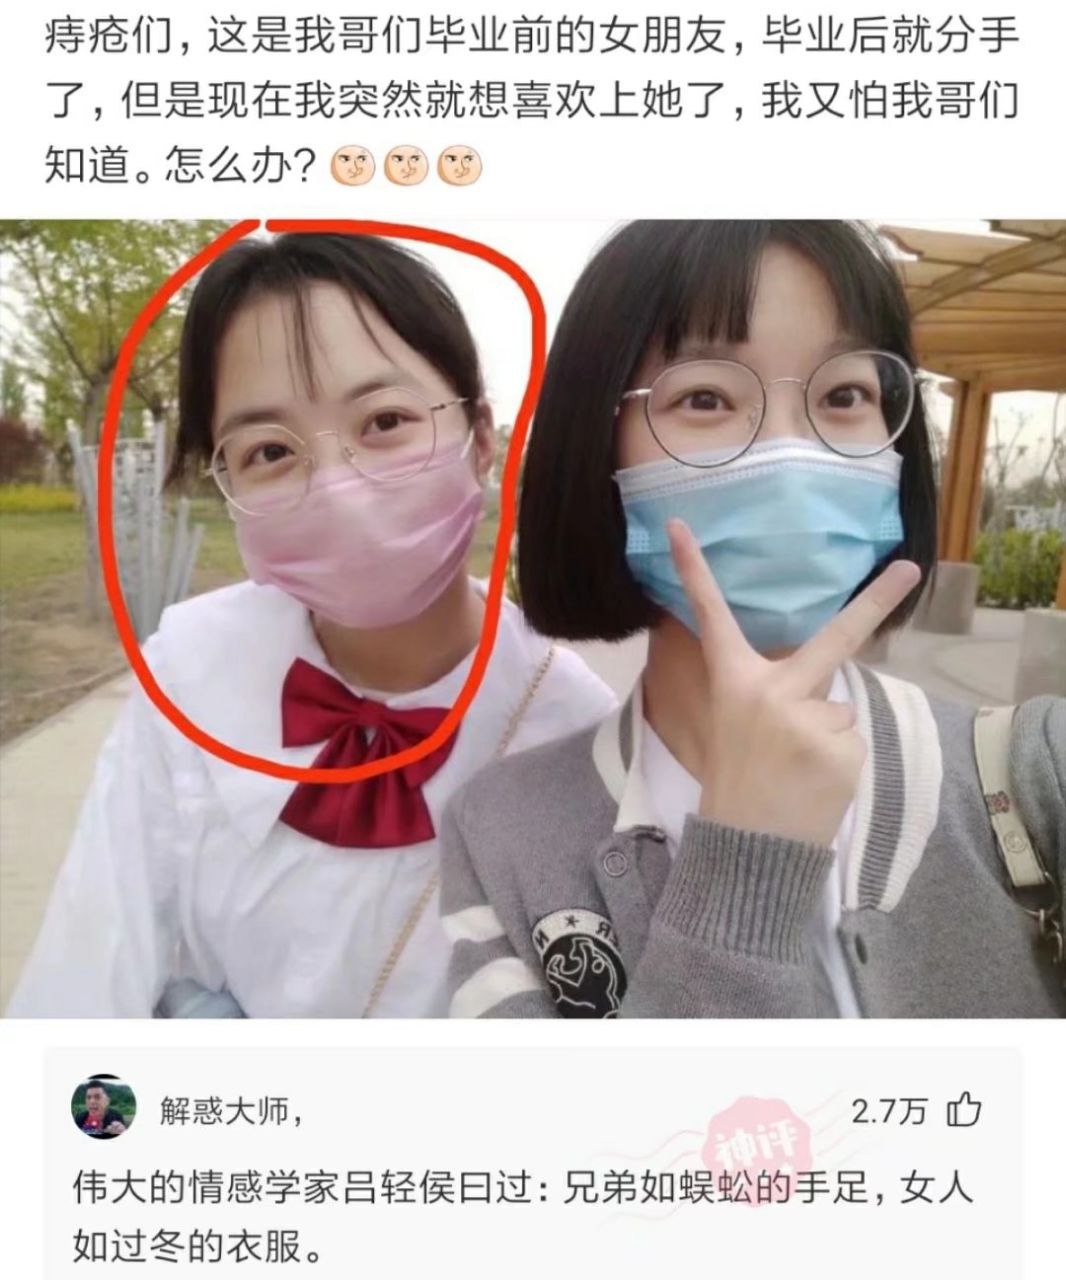 痔疮们，这是我哥们毕业前的女朋友，毕业后就分手
了，但是现在我突然就想喜欢上她了，我又怕我哥们
知道。怎么办？
解惑大师，
2.7万
神评
伟大的情感学家吕轻侯曰过：兄弟如蜈蚣的手足，女人
如过冬的衣服。